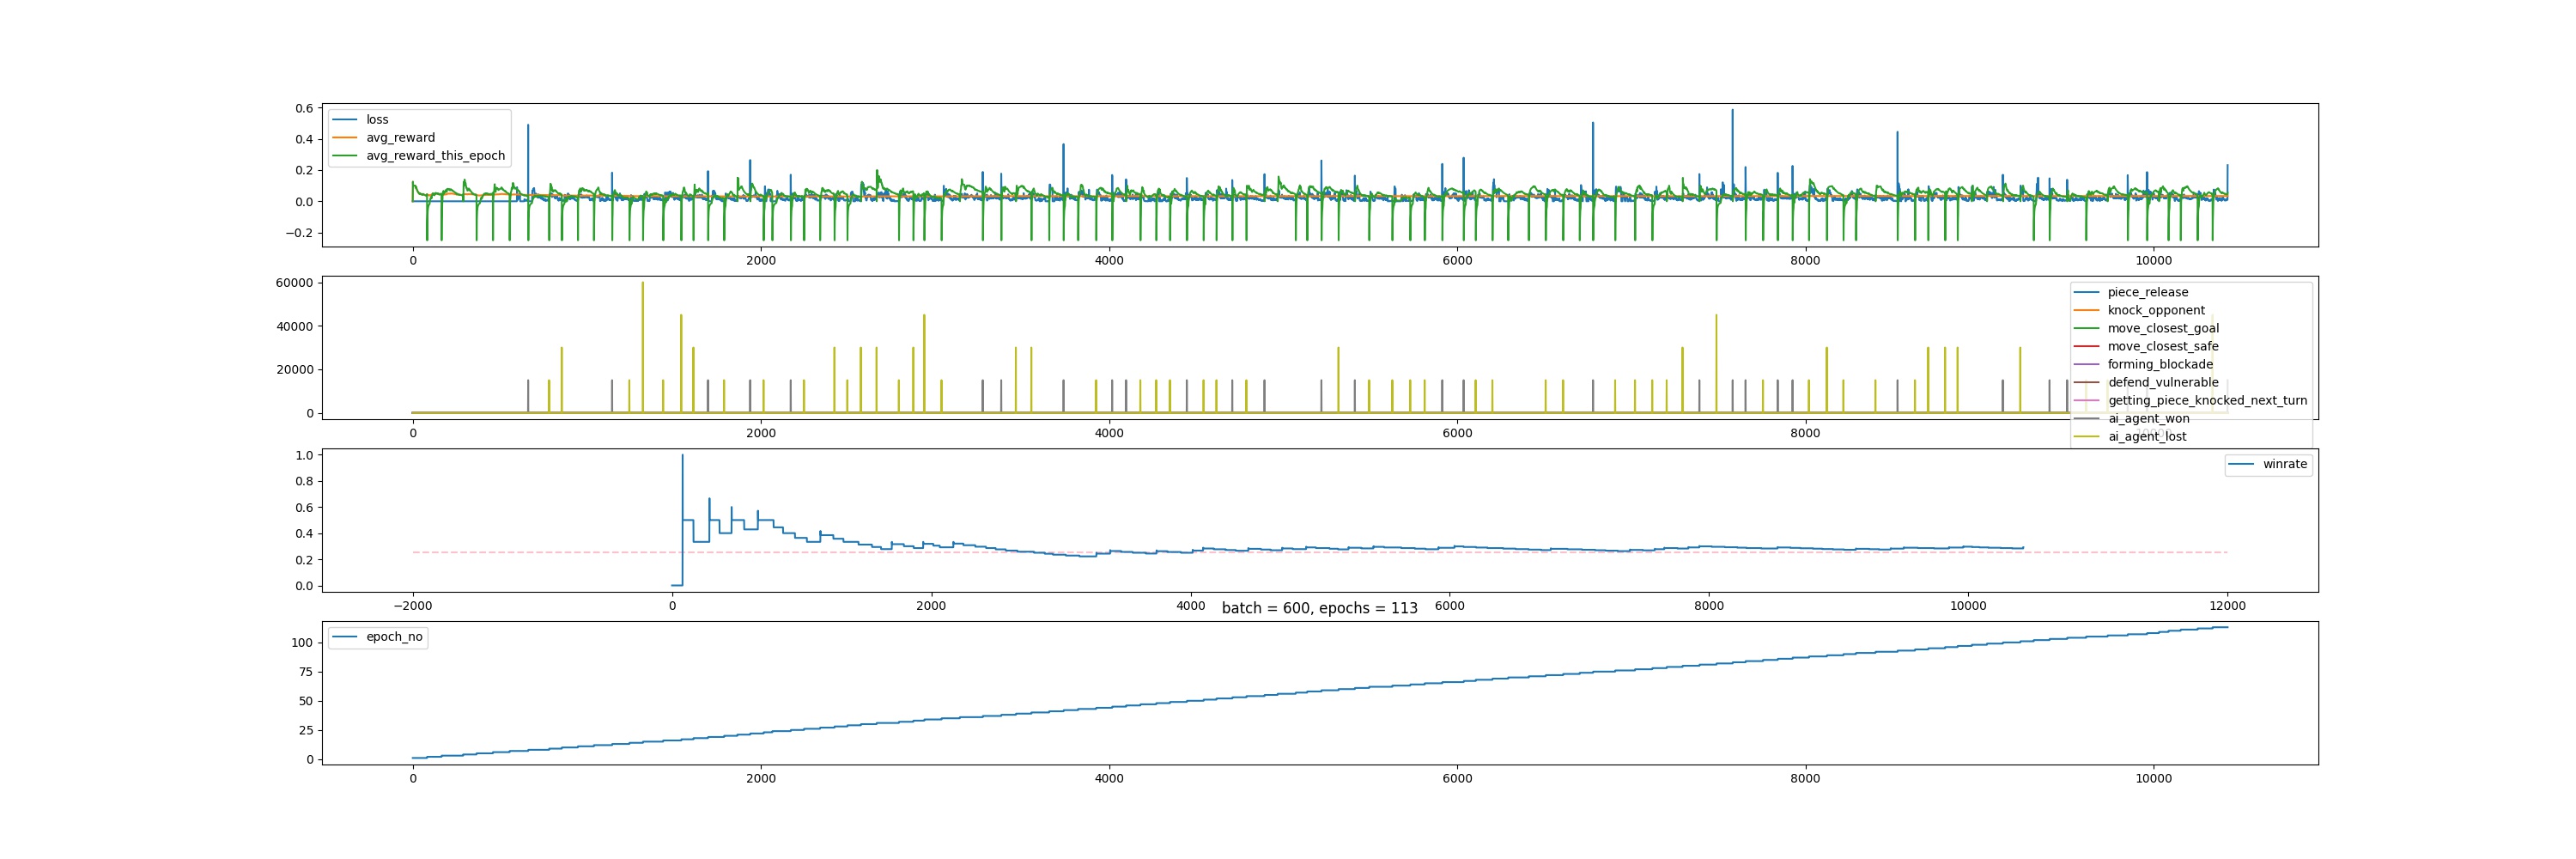 0.6
0.4
0.2
0.0
−0.2
loss
avg_reward
avg_reward_this_epoch
0 2000 4000 6000 8000 10000
60000
40000
20000
0
piece_release
knock_opponent
move_closest_goal
move_closest_safe
forming_blockade
defend_vulnerable
getting_piece_knocked_next_turn
ai_agent_won
ai_agent_lost
0 2000 4000 6000 8000 10000
1.0
0.8
0.6
0.4
0.2
0.0
winrate
−2000 0 2000 4000 6000 8000 10000 12000
batch = 600, epochs = 113
100
75
50
25
0
epoch_no
0 2000 4000 6000 8000 10000